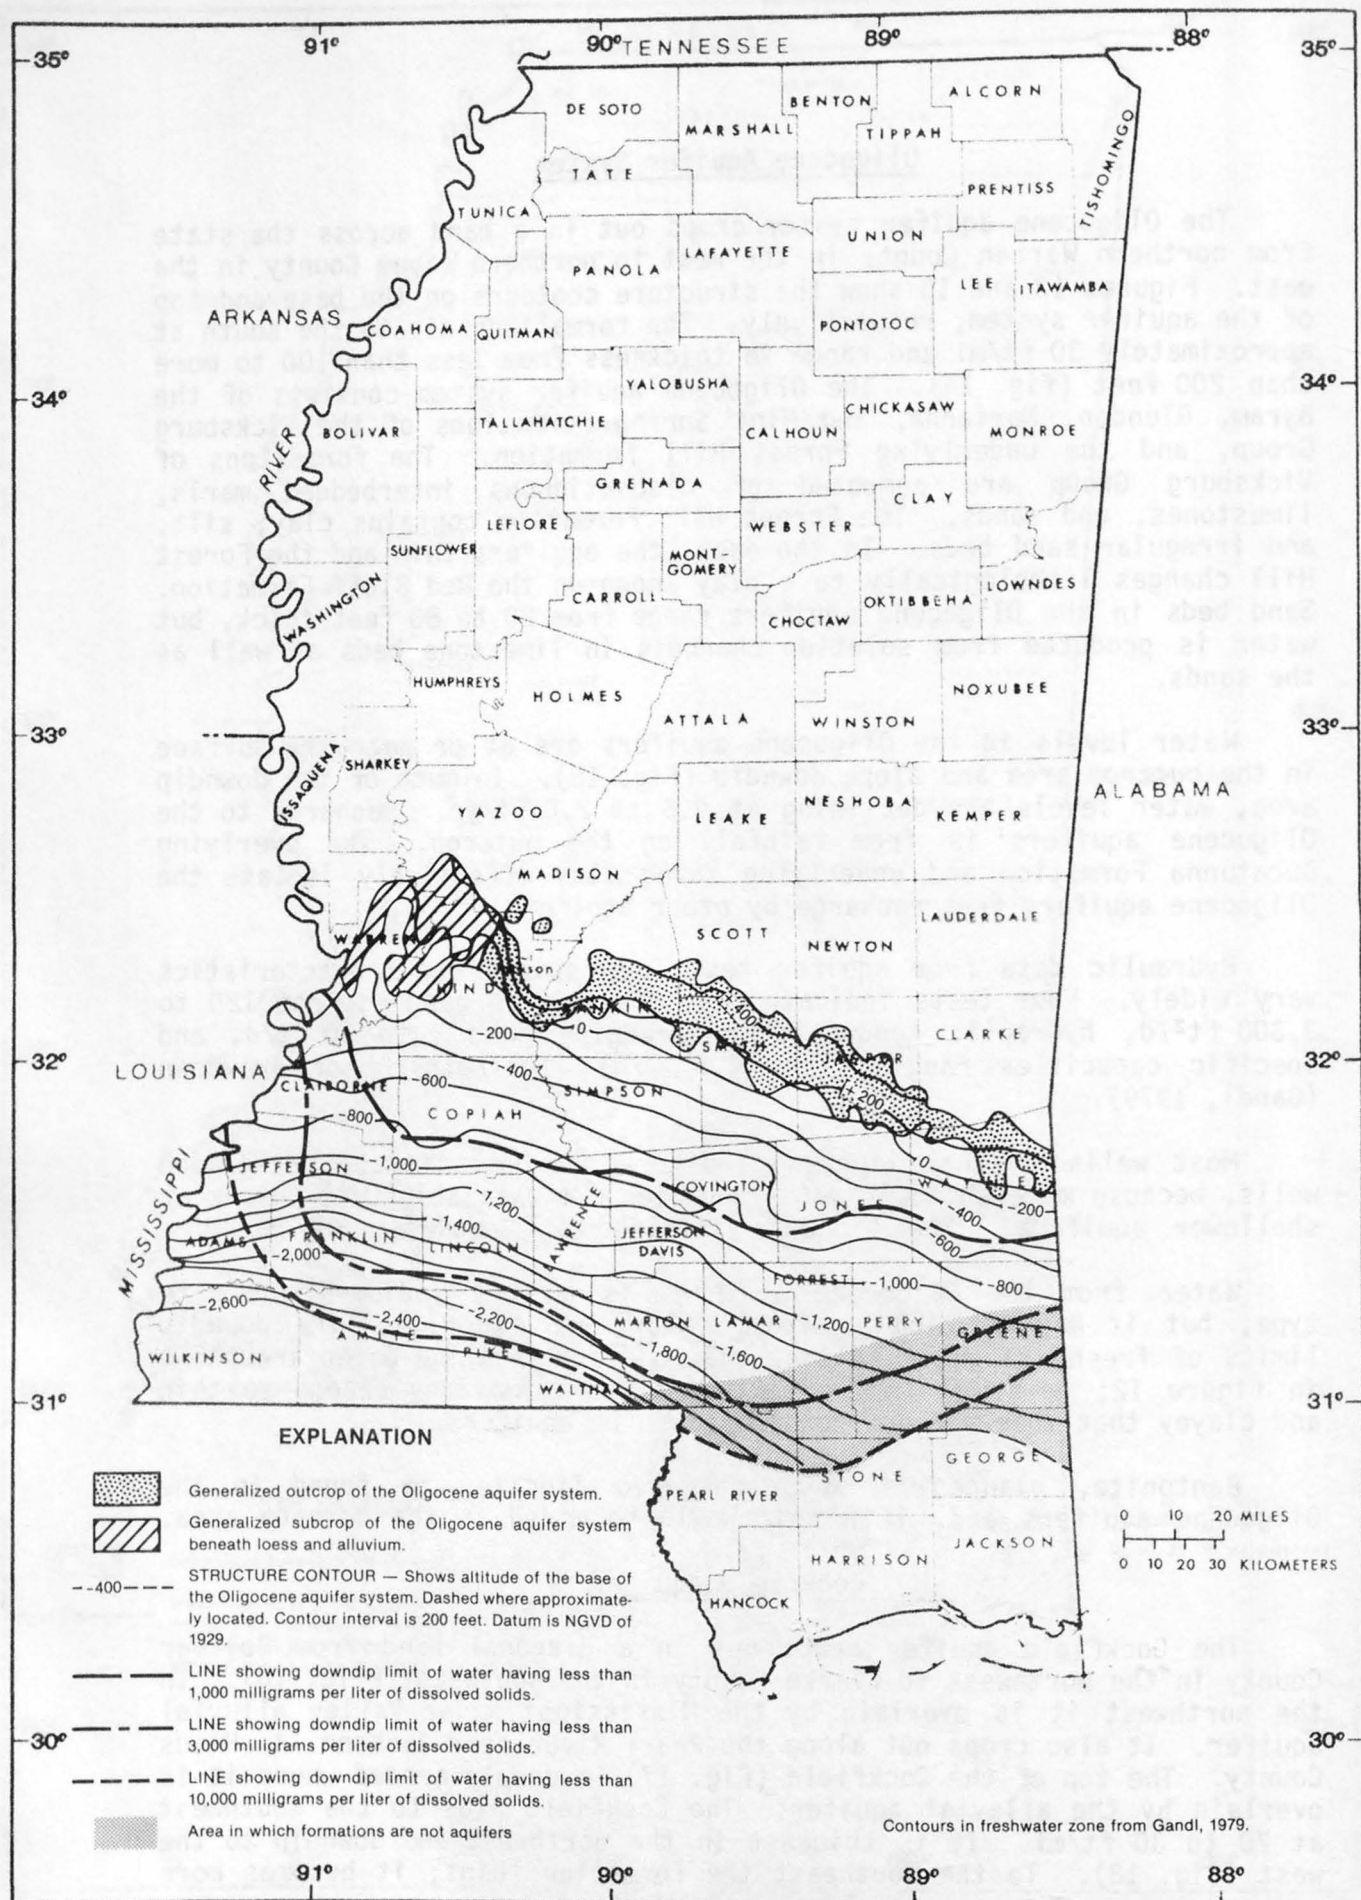 91° 90° 89° 88°
TENNESSEE
35° 35°
DE SOTO
BENTON
ALCORN
MARSHALL
TIPPAH
TISHOMINGO
TATE
PRENTISS
TUNICA
UNION
LAFAYETTE
PANOLA
LEE
ITAWAMBA
ARKANSAS
COAHOMA
QUITMAN
PONTOTOC
34° 34°
YALOBUSHA
CHICKASAW
TALLAHATCHIE
BOLIVAR
CALHOUN
MONROE
RIVER
GRENADA
CLAY
LEFLORE
WEBSTER
SUNFLOWER
MONT-
GOMERY
WASHINGTON
CARROLL
OKTIBBEHA
LOWNDES
CHOCTAW
HUMPHREYS
HOLMES
NOXUBEE
ATTALA
WINSTON
33° 33°
ISSAQUENA
SHARKEY
ALABAMA
YAZOO
NESHOBA
LEAKE
KEMPER
MADISON
LAUDERDALE
WARREN
SCOTT
NEWTON
HINDS
RANKIN
+400
-200
0
SMITH
JASPER
CLARKE
32° 32°
LOUISIANA
CLAIBORNE
-600
-400
SIMPSON
+200
-800
COPIAH
JEFFERSON
-1,000
0
WAYNE
COVINGTON
MISSISSIPPI
-1,200
LAWRENCE
JONES
-400
-200
-1,400
ADAMS
FRANKLIN
LINCOLN
JEFFERSON
DAVIS
-600
-2,000
FORREST
-1,000
-800
-2,600
-2,400
-2,200
MARION
LAMAR
-1,200
PERRY
GREENE
AMITE
PIKE
-1,800
-1,600
WILKINSON
WALTHALL
31° 31°
EXPLANATION
GEORGE
STONE
Generalized outcrop of the Oligocene aquifer system.
PEARL RIVER
Generalized subcrop of the Oligocene aquifer system
beneath loess and alluvium.
0 10 20 MILES
0 10 20 30 KILOMETERS
JACKSON
HARRISON
HANCOCK
-400
STRUCTURE CONTOUR — Shows altitude of the base of
the Oligocene aquifer system. Dashed where approximate-
ly located. Contour interval is 200 feet. Datum is NGVD of
1929.
LINE showing downdip limit of water having less than
1,000 milligrams per liter of dissolved solids.
LINE showing downdip limit of water having less than
3,000 milligrams per liter of dissolved solids.
30° 30°
LINE showing downdip limit of water having less than
10,000 milligrams per liter of dissolved solids.
Area in which formations are not aquifers
Contours in freshwater zone from Gandl, 1979.
91° 90° 89° 88°